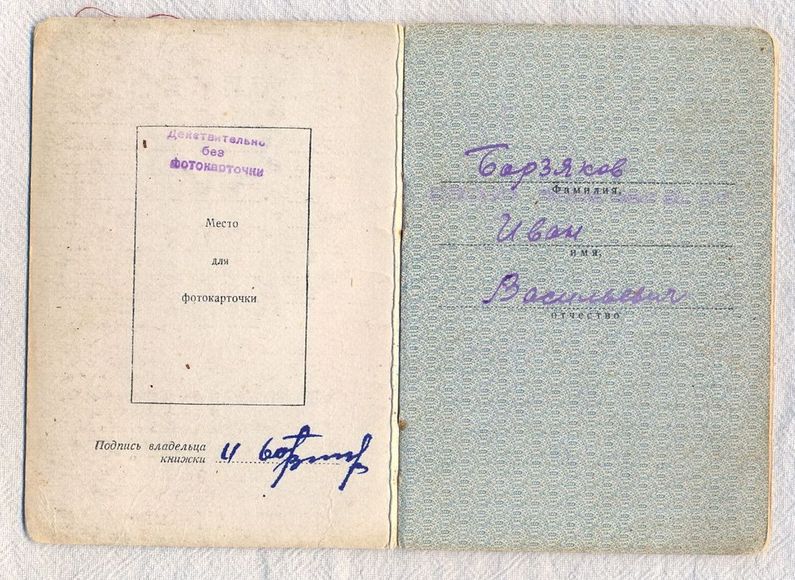 Действительно
без
фотокарточки
Место
для
фотокарточки
Подпись владельца
книжки
Борзяков
Фамилия,
Иван
имя,
Васильевич
отчество